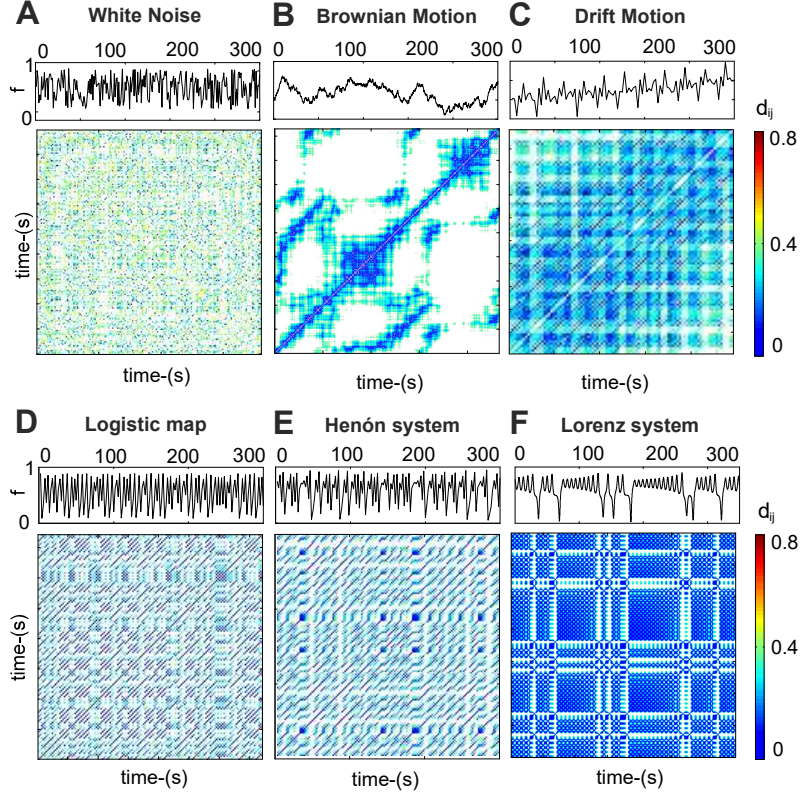 A White Noise
0 100 200 300
1
f
0
time-(s)
time-(s)
B Brownian Motion
0 100 200 300
time-(s)
C Drift Motion
0 100 200 300
time-(s)
dij
0.8
0.4
0
D Logistic map
0 100 200 300
1
f
0
time-(s)
time-(s)
E Henón system
0 100 200 300
time-(s)
F Lorenz system
0 100 200 300
time-(s)
dij
0.8
0.4
0